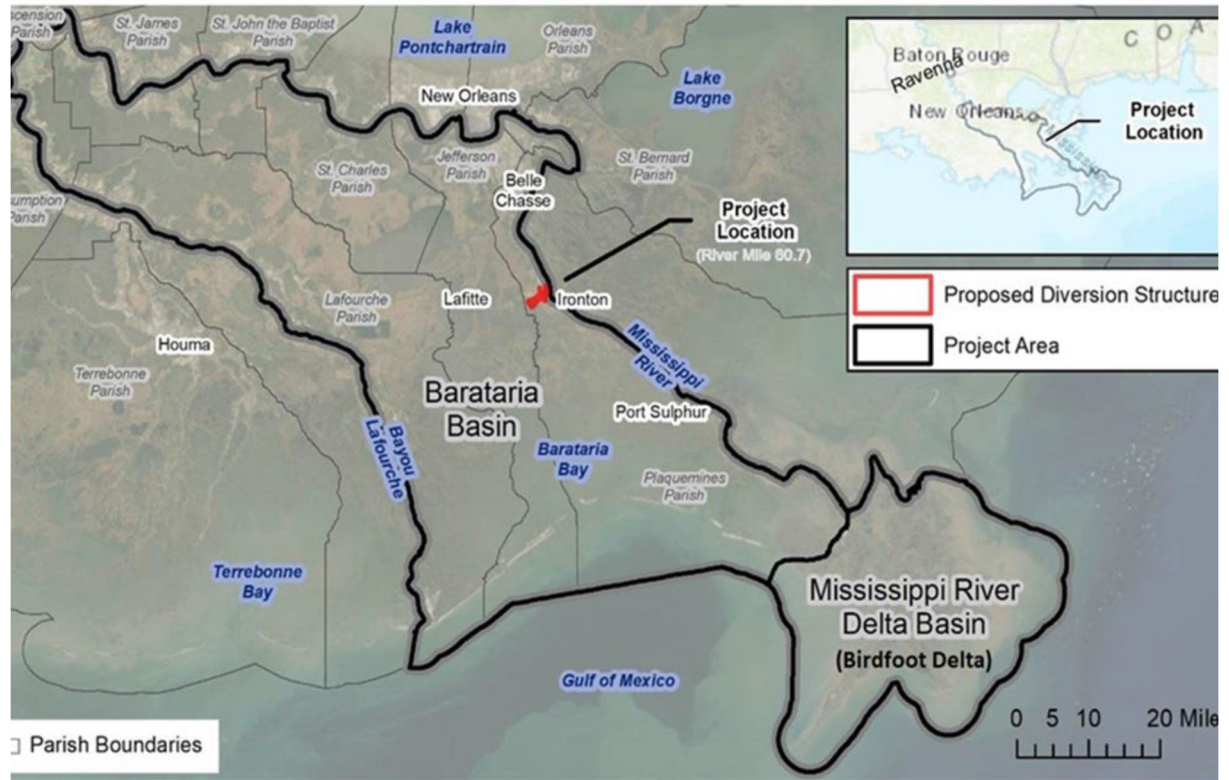 St. James
Parish
St. John the Baptist
Parish
Lake
Pontchartrain
Orleans
Parish
Lake
Borgne
New Orleans
Jefferson
Parish
St. Charles
Parish
St. Bernard
Parish
Belle
Chasse
Parish
Project
Location
(River Mile 60.7)
Lafitte
Ironton
Lafourche
Parish
Houma
Terrebonne
Parish
Mississippi
River
Barataria
Basin
Port Sulphur
Bayou
Lafourche
Barataria
Bay
Plaquemines
Parish
Terrebonne
Bay
Mississippi River
Delta Basin
(Birdfoot Delta)
Gulf of Mexico
0 5 10 20 Mile
Parish Boundaries
Baton Rouge
Ravenna
New Orleans
C O A
Project
Location
Proposed Diversion Structure
Project Area